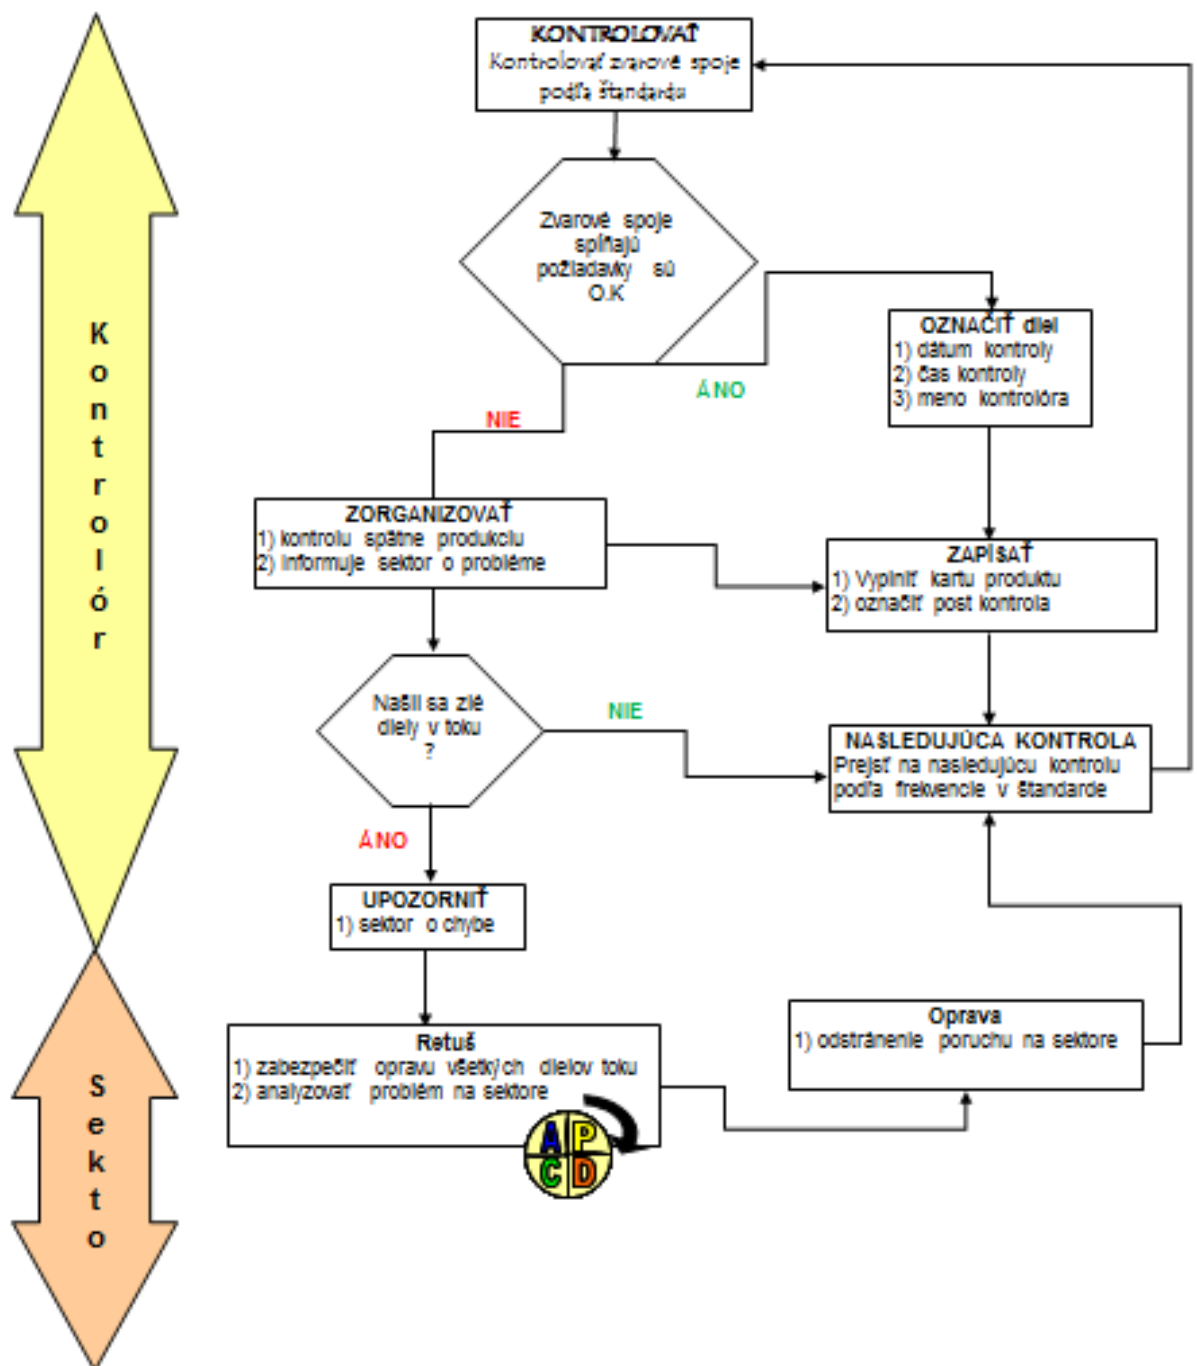 KONTROLOVAŤ
Kontrolovať zvarové spoje
podľa štandardu
Zvarové spoje
spĺňajú
požiadavky sú
O.K
OZNAČIŤ diel
1) dátum kontroly
2) čas kontroly
3) meno kontrolóra
ÁNO
NIE
ZORGANIZOVAŤ
1) kontrolu spätne produkciu
2) informuje sektor o probléme
ZAPÍSAŤ
1) Vyplniť kartu produktu
2) označiť post kontrola
Našli sa zlé
diely v toku
?
NIE
NASLEDUJÚCA KONTROLA
Prejsť na nasledujúcu kontrolu
podľa frekvencie v štandarde
ÁNO
UPOZORNIŤ
1) sektor o chybe
Retuš
1) zabezpečiť opravu všetkých dielov toku
2) analyzovať problém na sektore
Oprava
1) odstránenie poruchu na sektore
A P
C D
K
o
n
t
r
o
l
ó
r
S
e
k
t
o